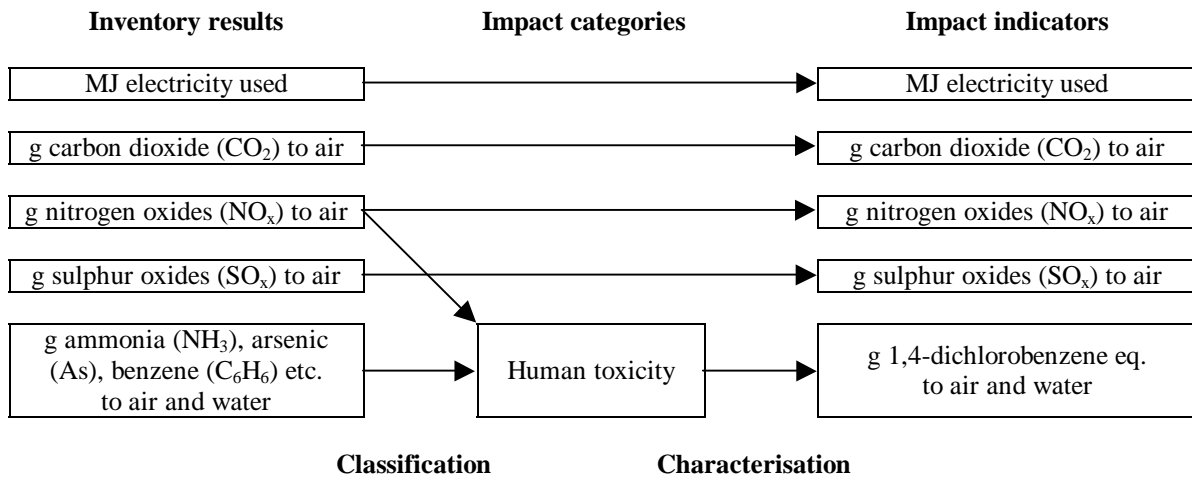 Inventory results Impact categories Impact indicators
MJ electricity used MJ electricity used
g carbon dioxide (CO₂) to air g carbon dioxide (CO₂) to air
g nitrogen oxides (NOₓ) to air g nitrogen oxides (NOₓ) to air
g sulphur oxides (SOₓ) to air g sulphur oxides (SOₓ) to air
g ammonia (NH₃), arsenic
(As), benzene (C₆H₆) etc.
to air and water
Human toxicity
g 1,4-dichlorobenzene eq.
to air and water
Classification Characterisation